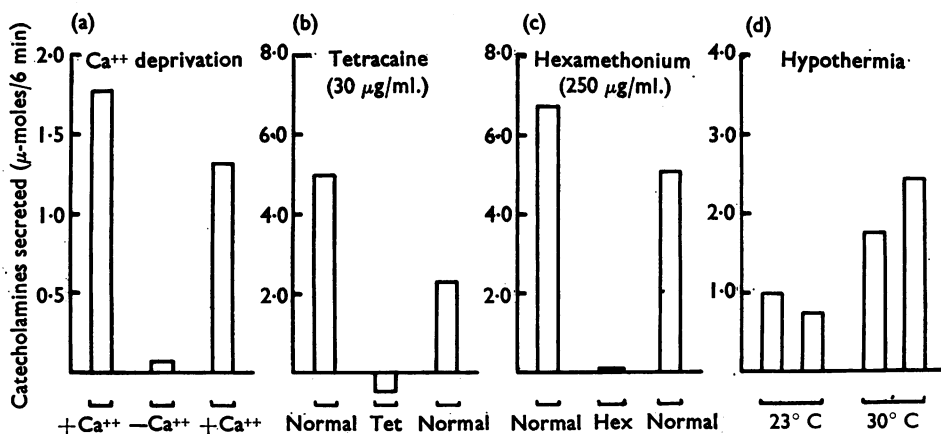 (a) (b) (c) (d)
Ca++ deprivation
Tetracaine
(30 μg/ml.)
Hexamethonium
(250 μg/ml.)
Hypothermia
Catecholamines secreted (μ-moles/6 min)
2·0
1·5
1·0
0·5
8·0
6·0
4·0
2·0
8·0
6·0
4·0
2·0
4·0
3·0
2·0
1·0
+Ca++ —Ca++ +Ca++
Normal Tet Normal
Normal Hex Normal
23° C 30° C